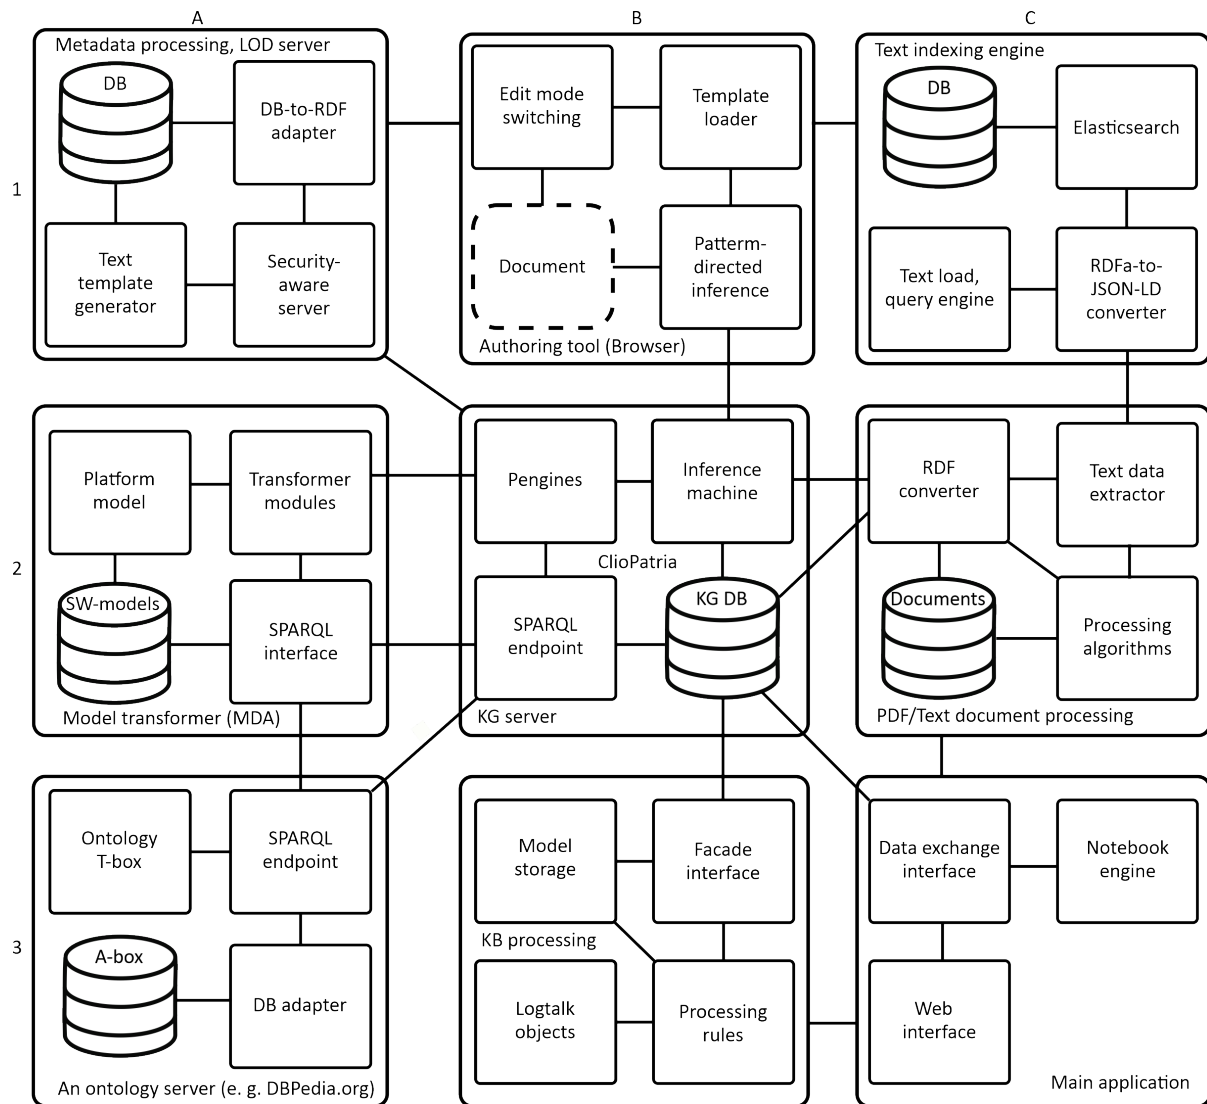 A
B
C
1
Metadata processing, LOD server
DB
DB-to-RDF
adapter
Text
template
generator
Security-
aware
server
Edit mode
switching
Template
loader
Document
Patterm-
directed
inference
Authoring tool (Browser)
Text indexing engine
DB
Elasticsearch
Text load,
query engine
RDFa-to-
JSON-LD
converter
2
Platform
model
Transformer
modules
SW-models
SPARQL
interface
Model transformer (MDA)
Pengines
Inference
machine
ClioPatria
SPARQL
endpoint
KG DB
KG server
RDF
converter
Text data
extractor
Documents
Processing
algorithms
PDF/Text document processing
3
Ontology
T-box
SPARQL
endpoint
A-box
DB adapter
An ontology server (e. g. DBPedia.org)
Model
storage
Facade
interface
KB processing
Logtalk
objects
Processing
rules
Data exchange
interface
Notebook
engine
Web
interface
Main application